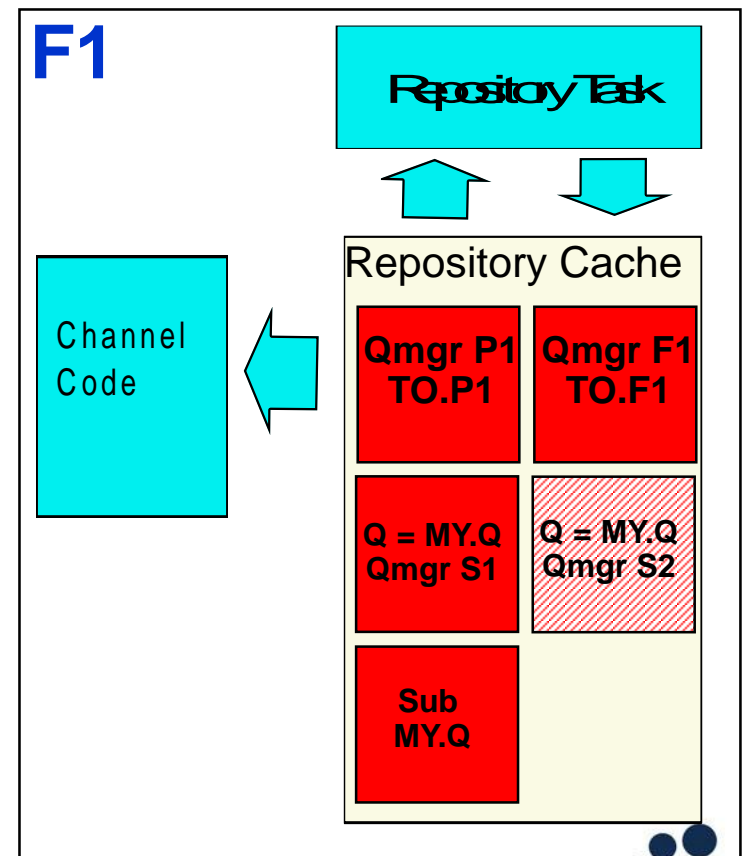 F1
Repository Task
Repository Cache
Channel
Code
Qmgr P1
TO.P1
Qmgr F1
TO.F1
Q = MY.Q
Qmgr S1
Q = MY.Q
Qmgr S2
Sub
MY.Q